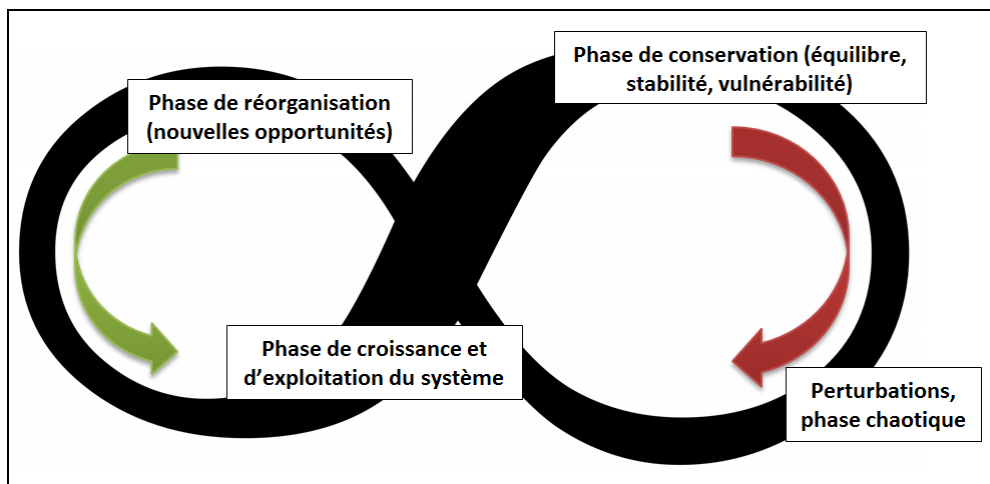 Phase de réorganisation
(nouvelles opportunités)
Phase de conservation (équilibre,
stabilité, vulnérabilité)
Phase de croissance et
d’exploitation du système
Perturbations,
phase chaotique